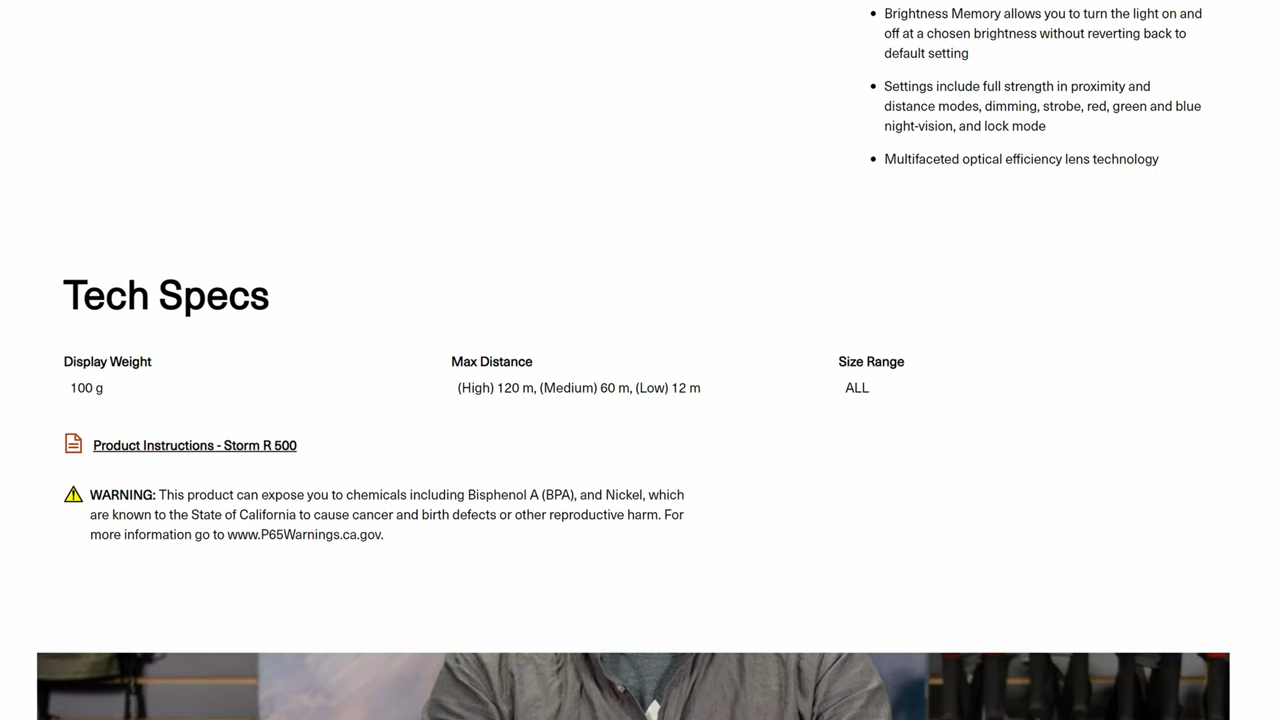 Brightness Memory allows you to turn the light on and
off at a chosen brightness without reverting back to
default setting
Settings include full strength in proximity and
distance modes, dimming, strobe, red, green and blue
night-vision, and lock mode
Multifaceted optical efficiency lens technology
Tech Specs
Display Weight
100 g
Max Distance
(High) 120 m, (Medium) 60 m, (Low) 12 m
Size Range
ALL
Product Instructions - Storm R 500
WARNING: This product can expose you to chemicals including Bisphenol A (BPA), and Nickel, which
are known to the State of California to cause cancer and birth defects or other reproductive harm. For
more information go to www.P65Warnings.ca.gov.